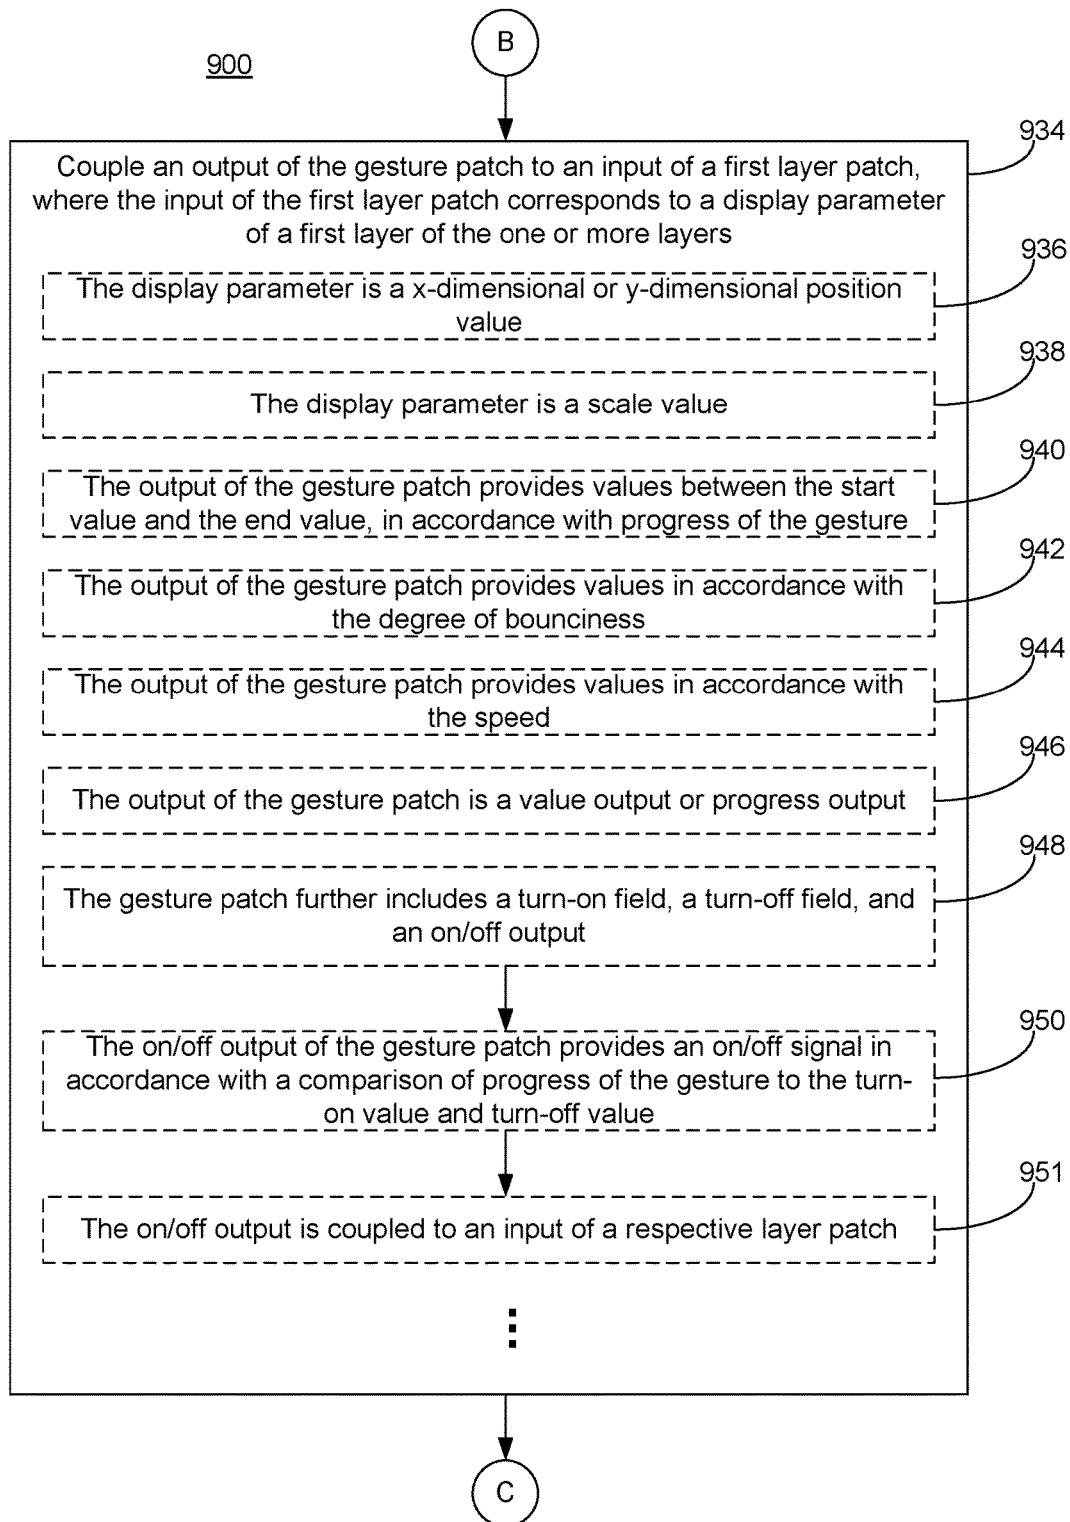 B
900
934
Couple an output of the gesture patch to an input of a first layer patch,
where the input of the first layer patch corresponds to a display parameter
of a first layer of the one or more layers
936
The display parameter is a x-dimensional or y-dimensional position
value
938
The display parameter is a scale value
940
The output of the gesture patch provides values between the start
value and the end value, in accordance with progress of the gesture
942
The output of the gesture patch provides values in accordance with
the degree of bounciness
944
The output of the gesture patch provides values in accordance with
the speed
946
The output of the gesture patch is a value output or progress output
948
The gesture patch further includes a turn-on field, a turn-off field, and
an on/off output
950
The on/off output of the gesture patch provides an on/off signal in
accordance with a comparison of progress of the gesture to the turn-
on value and turn-off value
951
The on/off output is coupled to an input of a respective layer patch
C